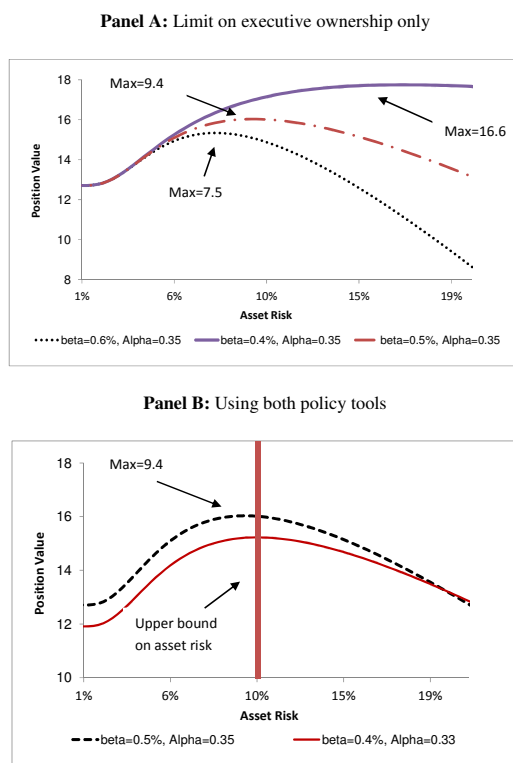 Panel A: Limit on executive ownership only
18
16
14
12
10
8
Position Value
Max=9.4
Max=16.6
Max=7.5
1% 6% 10% 15% 19%
Asset Risk
beta=0.6%, Alpha=0.35 beta=0.4%, Alpha=0.35 beta=0.5%, Alpha=0.35
Panel B: Using both policy tools
18
16
14
12
10
Position Value
Max=9.4
Upper bound
on asset risk
1% 6% 10% 15% 19%
Asset Risk
beta=0.5%, Alpha=0.35 beta=0.4%, Alpha=0.33